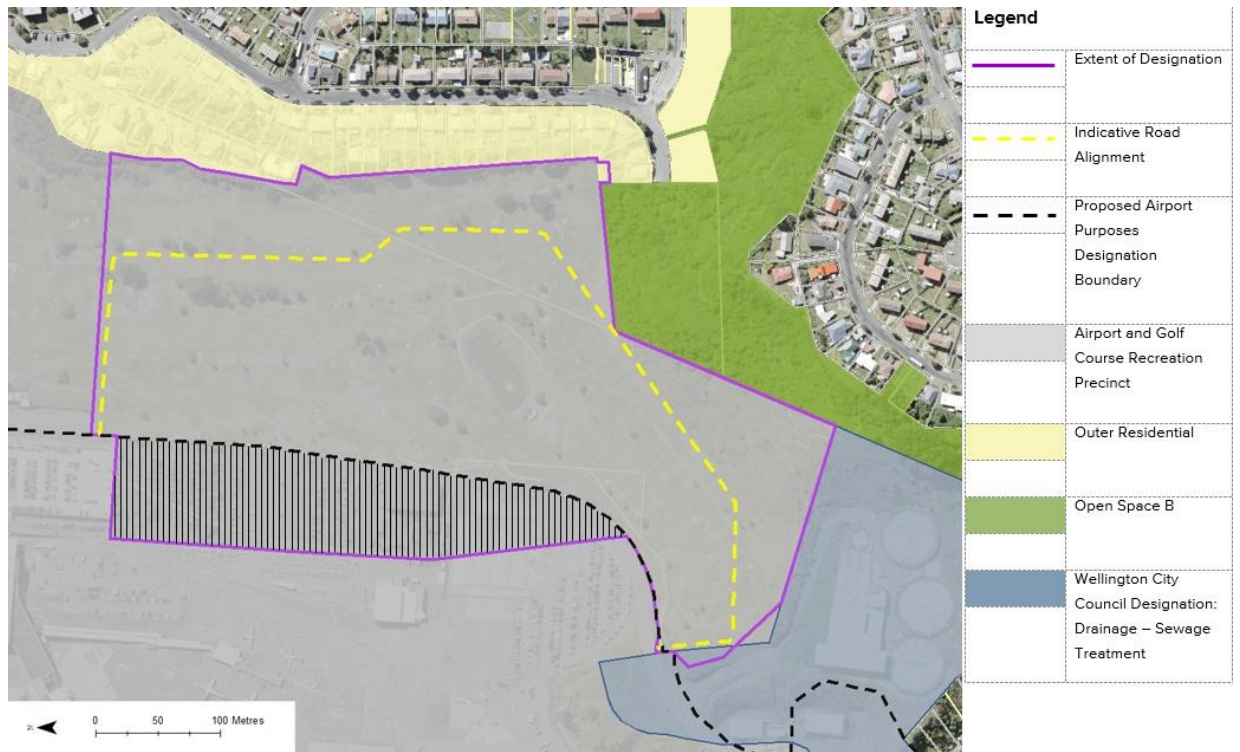 Legend
Extent of Designation
Indicative Road
Alignment
Proposed Airport
Purposes
Designation
Boundary
Airport and Golf
Course Recreation
Precinct
Outer Residential
Open Space B
Wellington City
Council Designation:
Drainage – Sewage
Treatment
N
0 50 100 Metres